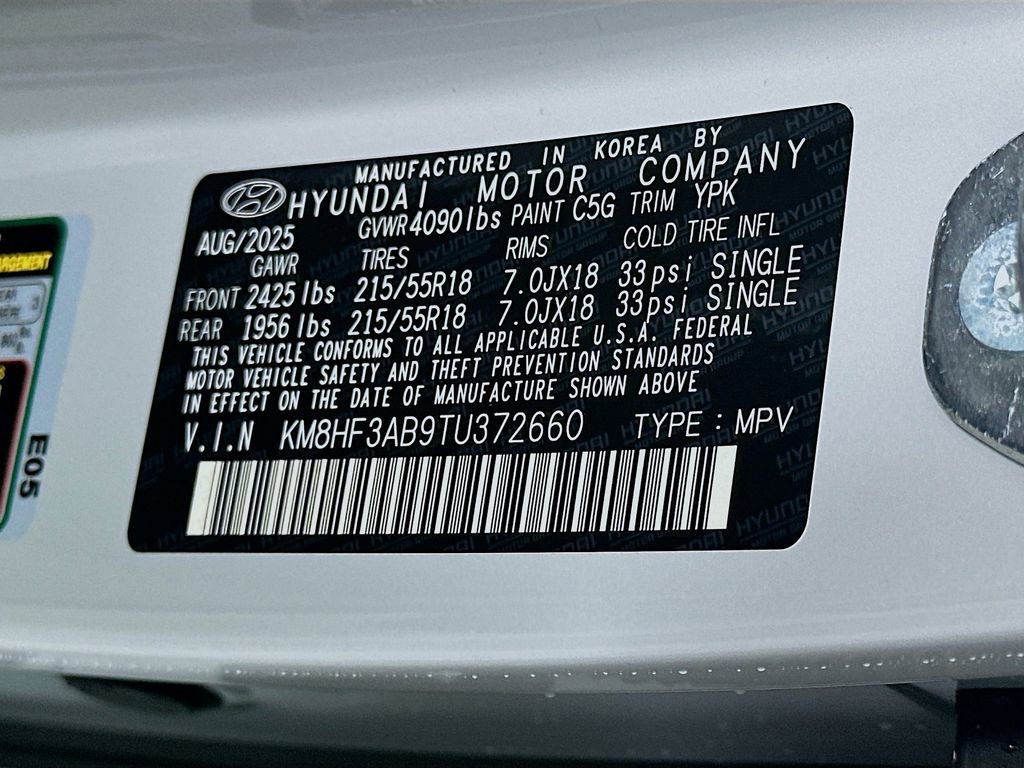 MANUFACTURED IN KOREA BY
HYUNDAI MOTOR COMPANY
AUG/2025 GVWR 4090 lbs PAINT C5G TRIM YPK
GAWR TIRES RIMS COLD TIRE INFL
FRONT 2425 lbs 215/55R18 7.0JX18 33psi SINGLE
REAR 1956 lbs 215/55R18 7.0JX18 33psi SINGLE
THIS VEHICLE CONFORMS TO ALL APPLICABLE U.S.A. FEDERAL
MOTOR VEHICLE SAFETY AND THEFT PREVENTION STANDARDS
IN EFFECT ON THE DATE OF MANUFACTURE SHOWN ABOVE
V.I.N KM8HF3AB9TU372660 TYPE : MPV
E05